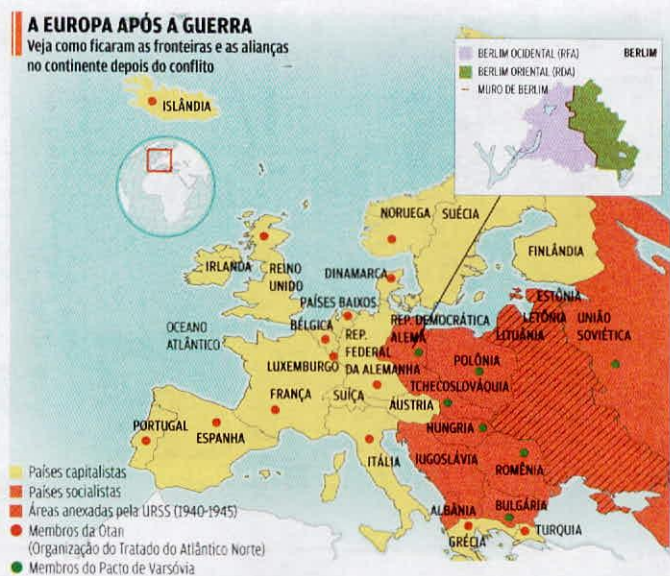 A EUROPA APÓS A GUERRA
Veja como ficaram as fronteiras e as alianças
no continente depois do conflito
BERLIM OCIDENTAL (RFA)
BERLIM
BERLIM ORIENTAL (RDA)
MURO DE BERLIM
ISLÂNDIA
NORUEGA
SUÉCIA
FINLÂNDIA
IRLANDA
REINO
UNIDO
DINAMARCA
PAÍSES BAIXOS
ESTÔNIA
LETÔNIA
LITUÂNIA
UNIÃO
SOVIÉTICA
OCEANO
ATLÂNTICO
BÉLGICA
REP. DEMOCRÁTICA
ALEMÃ
REP.
FEDERAL
DA ALEMANHA
LUXEMBURGO
POLÔNIA
TCHECOSLOVÁQUIA
FRANÇA
SUÍÇA
ÁUSTRIA
HUNGRIA
PORTUGAL
ESPANHA
ITÁLIA
IUGOSLÁVIA
ROMÊNIA
ALBÂNIA
BULGÁRIA
GRÉCIA
TURQUIA
Países capitalistas
Países socialistas
Áreas anexadas pela URSS (1940-1945)
Membros da Otan
(Organização do Tratado do Atlântico Norte)
Membros do Pacto de Varsóvia